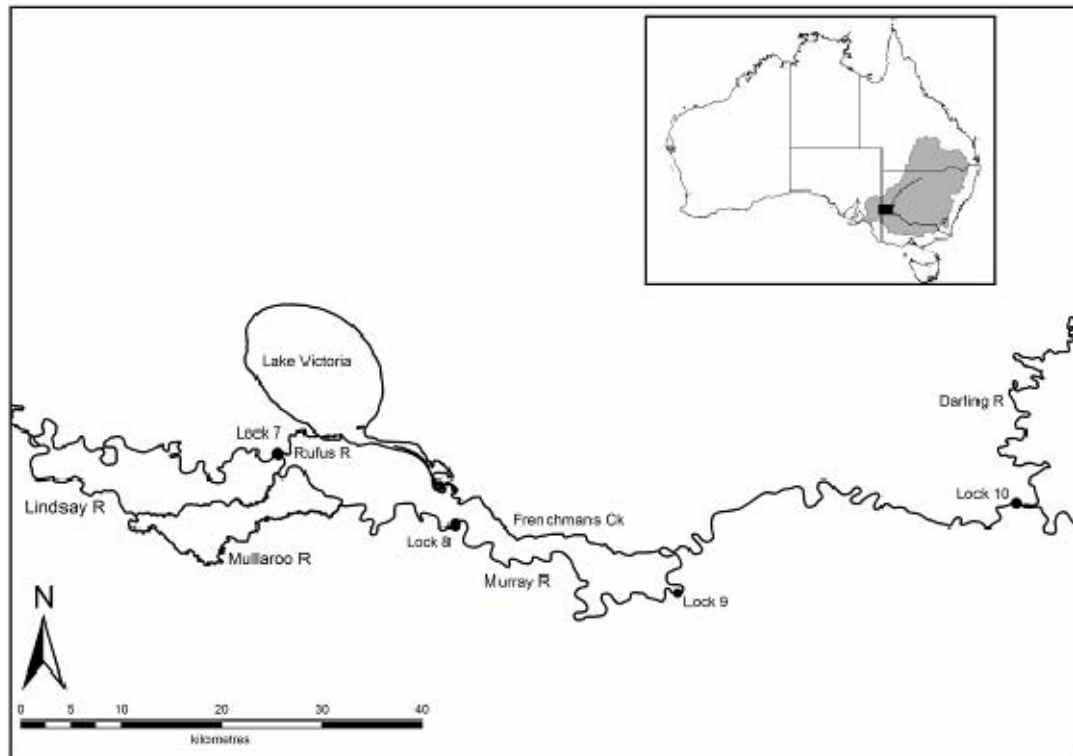 Lake Victoria
Darling R
Lock 7
Rufus R
Lock 10
Lindsay R
Frenchmans Ck
Lock 8
Mullaroo R
Murray R
Lock 9
N
0 5 10 20 30 40
kilometres